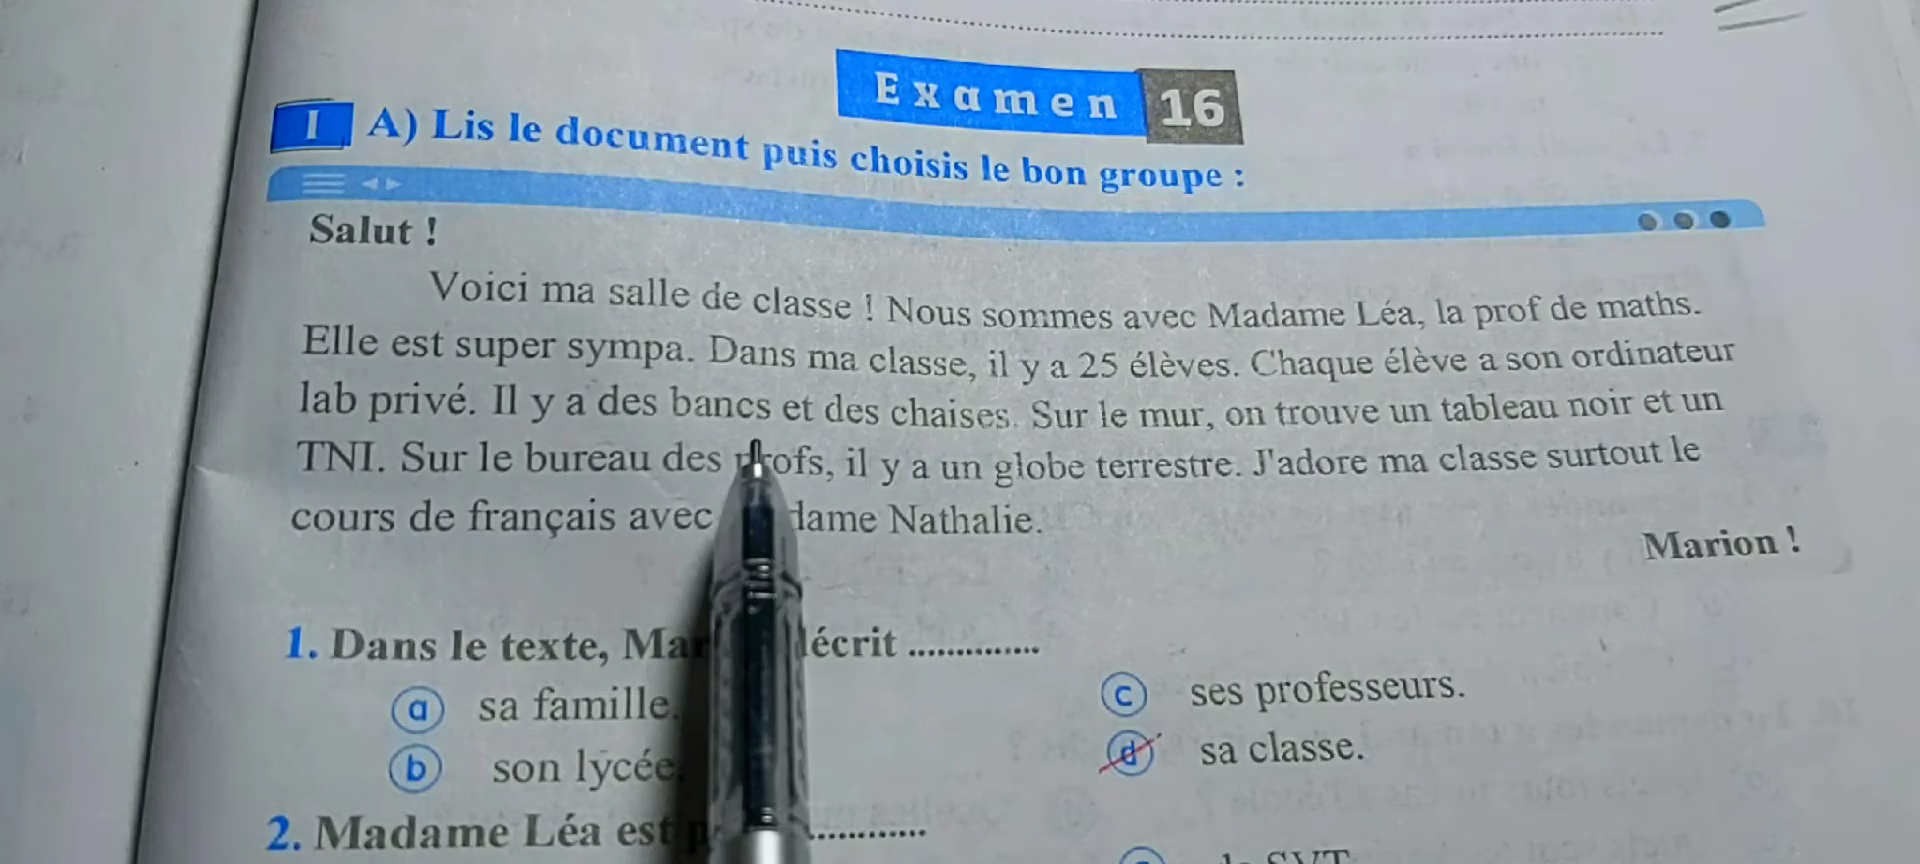 Examen 16
I A) Lis le document puis choisis le bon groupe :
Salut !
Voici ma salle de classe ! Nous sommes avec Madame Léa, la prof de maths.
Elle est super sympa. Dans ma classe, il y a 25 élèves. Chaque élève a son ordinateur
lab privé. Il y a des bancs et des chaises. Sur le mur, on trouve un tableau noir et un
TNI. Sur le bureau des profs, il y a un globe terrestre. J'adore ma classe surtout le
cours de français avec dame Nathalie.
Marion !
1. Dans le texte, Mar décrit ..............
a sa famille.
b son lycée.
c ses professeurs.
d sa classe.
2. Madame Léa est p ..............
SVT